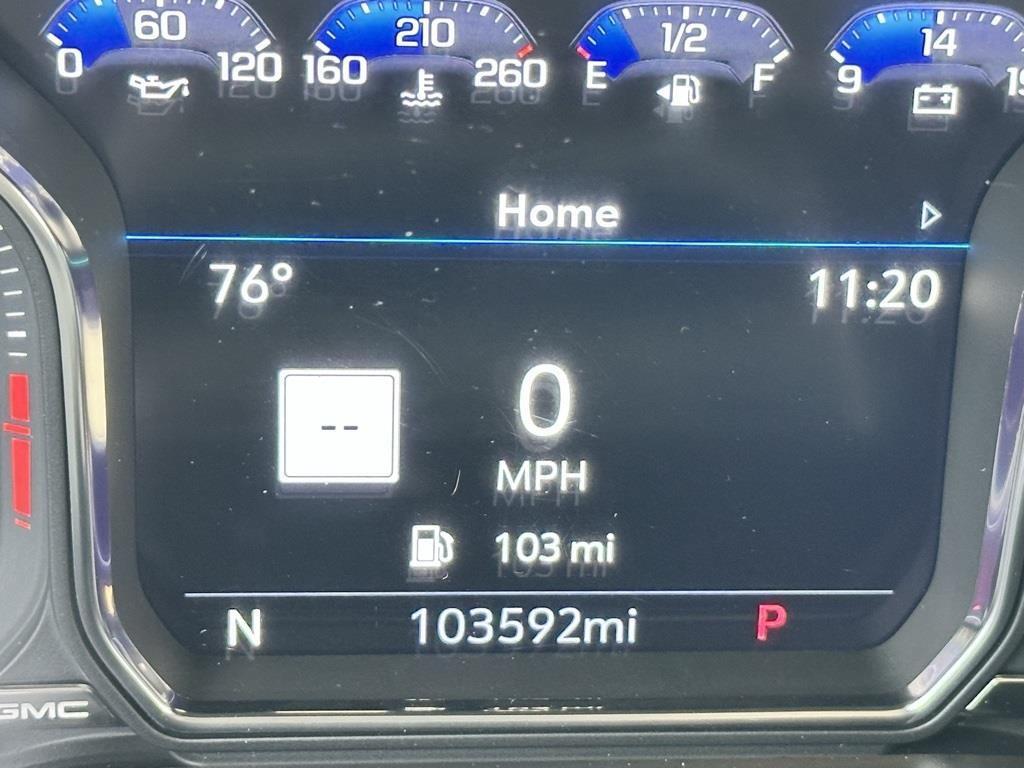 60 210 1/2 14
0 120 160 260 E F 9
Home
76° 11:20
--
0
MPH
103 mi
N 103592mi P
GMC